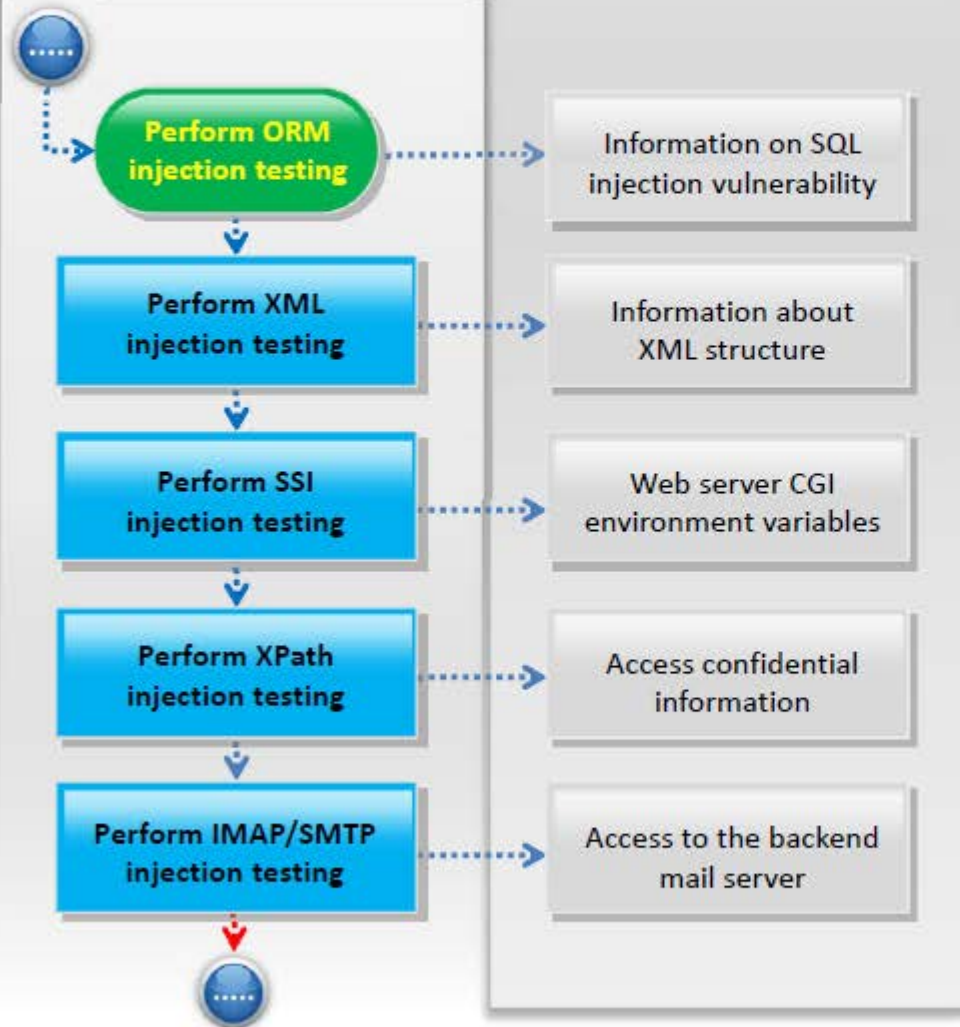 Perform ORM
injection testing
Information on SQL
injection vulnerability
Perform XML
injection testing
Information about
XML structure
Perform SSI
injection testing
Web server CGI
environment variables
Perform XPath
injection testing
Access confidential
information
Perform IMAP/SMTP
injection testing
Access to the backend
mail server